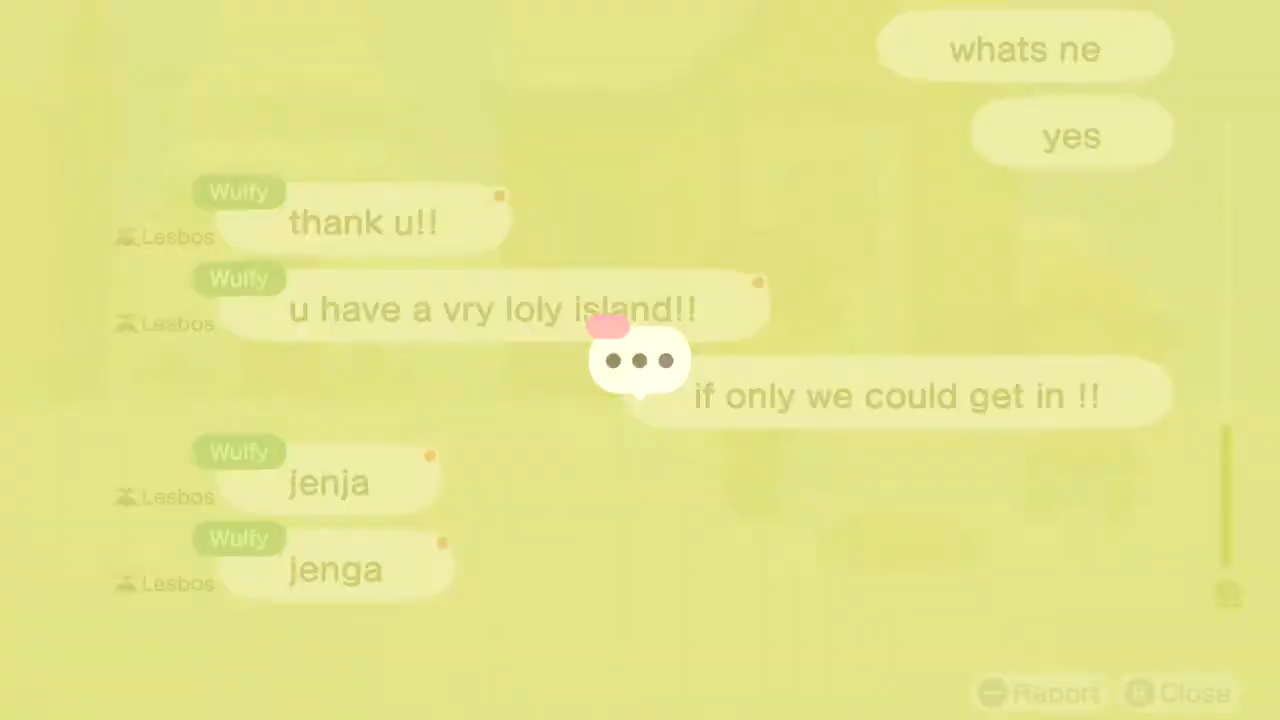 whats ne
yes
Wulfy
thank u!!
Lesbos
Wulfy
u have a vry loly island!!
Lesbos
if only we could get in !!
Wulfy
jenja
Lesbos
Wulfy
jenga
Lesbos
Report Close